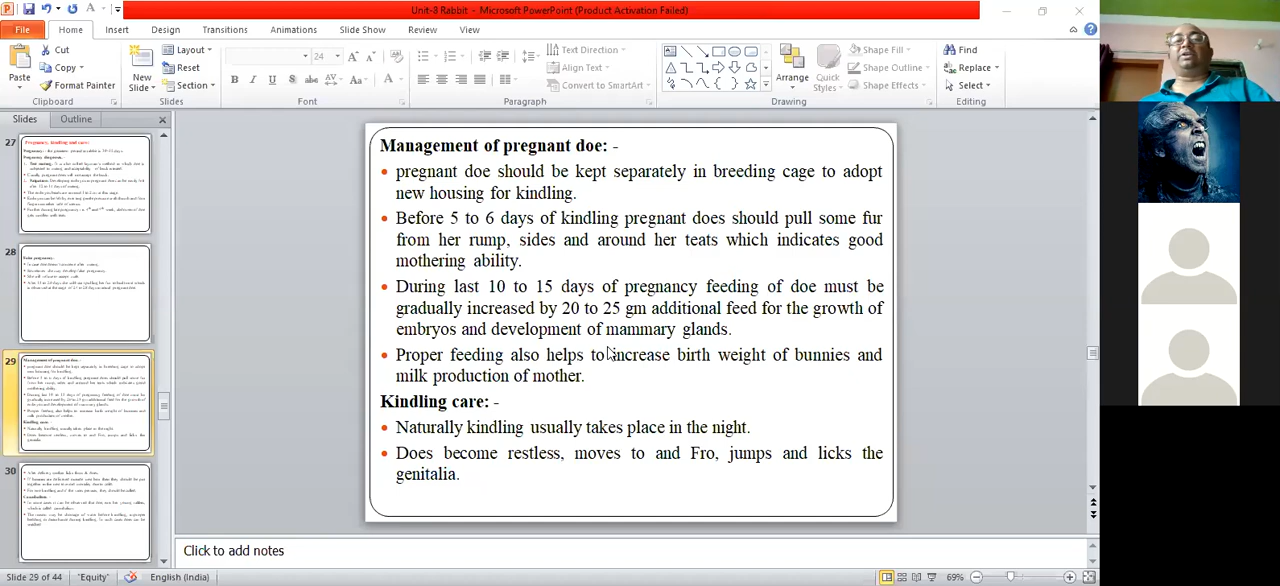 Unit-3 Rabbit - Microsoft PowerPoint (Product Activation Failed)
File Home Insert Design Transitions Animations Slide Show Review View
Cut
Copy
Format Painter
Paste
Clipboard
New
Slide
Layout
Reset
Section
Slides
24
Font
Text Direction
Align Text
Convert to SmartArt
Paragraph
Arrange
Quick
Styles
Shape Fill
Shape Outline
Shape Effects
Drawing
Find
Replace
Select
Editing
Slides Outline
27
28
29
30
Management of pregnant doe: -
pregnant doe should be kept separately in breeding cage to adopt
new housing for kindling.
Before 5 to 6 days of kindling pregnant does should pull some fur
from her rump, sides and around her teats which indicates good
mothering ability.
During last 10 to 15 days of pregnancy feeding of doe must be
gradually increased by 20 to 25 gm additional feed for the growth of
embryos and development of mammary glands.
Proper feeding also helps to increase birth weight of bunnies and
milk production of mother.
Kindling care: -
Naturally kindling usually takes place in the night.
Does become restless, moves to and Fro, jumps and licks the
genitalia.
Click to add notes
Slide 29 of 44 "Equity" English (India) 69%